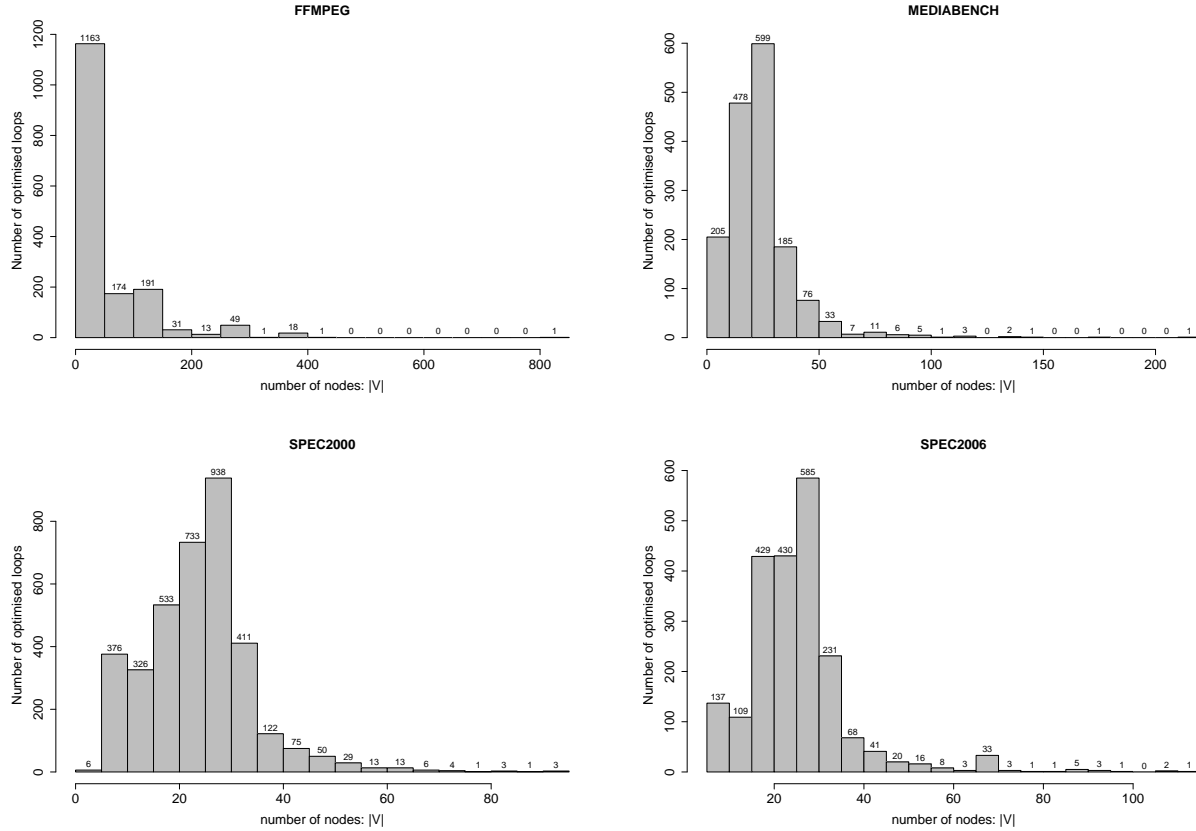 FFMPEG
Number of optimised loops
0 200 400 600 800 1000 1200
1163 174 191 31 13 49 1 18 1 0 0 0 0 0 0 0 1
0 200 400 600 800
number of nodes: |V|
MEDIABENCH
Number of optimised loops
0 100 200 300 400 500 600
205 478 599 185 76 33 7 11 6 5 1 3 0 2 1 0 0 1 0 0 0 1
0 50 100 150 200
number of nodes: |V|
SPEC2000
Number of optimised loops
0 200 400 600 800
6 376 326 533 733 938 411 122 75 50 29 13 13 6 4 1 3 1 3
0 20 40 60 80
number of nodes: |V|
SPEC2006
Number of optimised loops
0 100 200 300 400 500 600
137 109 429 430 585 231 68 41 20 16 8 3 33 3 1 1 5 3 1 0 2 1
20 40 60 80 100
number of nodes: |V|